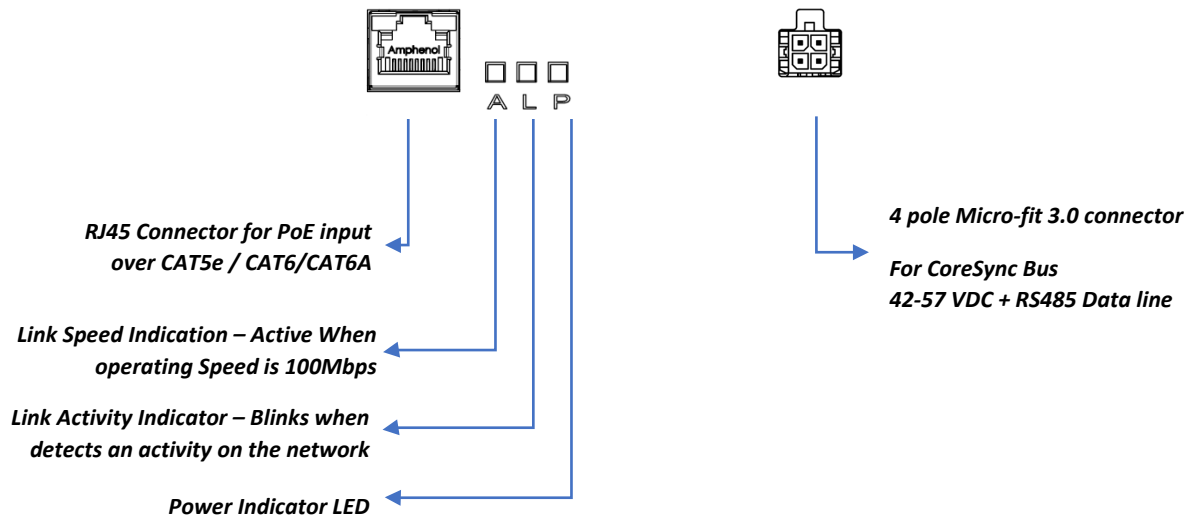 Amphenol
A L P
RJ45 Connector for PoE input
over CAT5e / CAT6/CAT6A
Link Speed Indication – Active When
operating Speed is 100Mbps
Link Activity Indicator – Blinks when
detects an activity on the network
Power Indicator LED
4 pole Micro-fit 3.0 connector
For CoreSync Bus
42-57 VDC + RS485 Data line